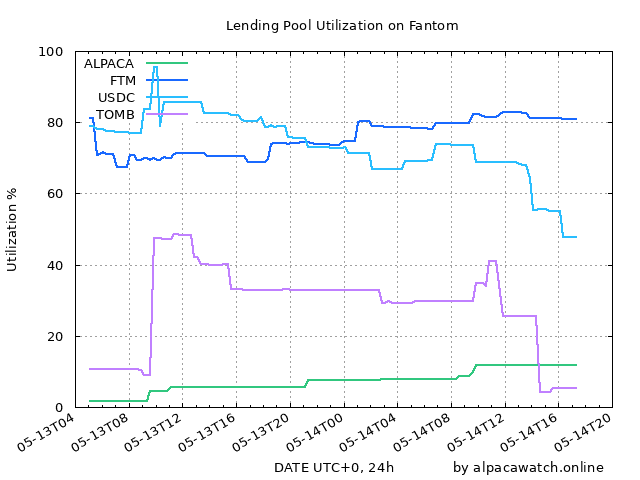 Lending Pool Utilization on Fantom
100
80
60
40
20
0
Utilization %
ALPACA
FTM
USDC
TOMB
05-13T04
05-13T08
05-13T12
05-13T16
05-13T20
05-14T00
05-14T04
05-14T08
05-14T12
05-14T16
05-14T20
DATE UTC+0, 24h
by alpacawatch.online